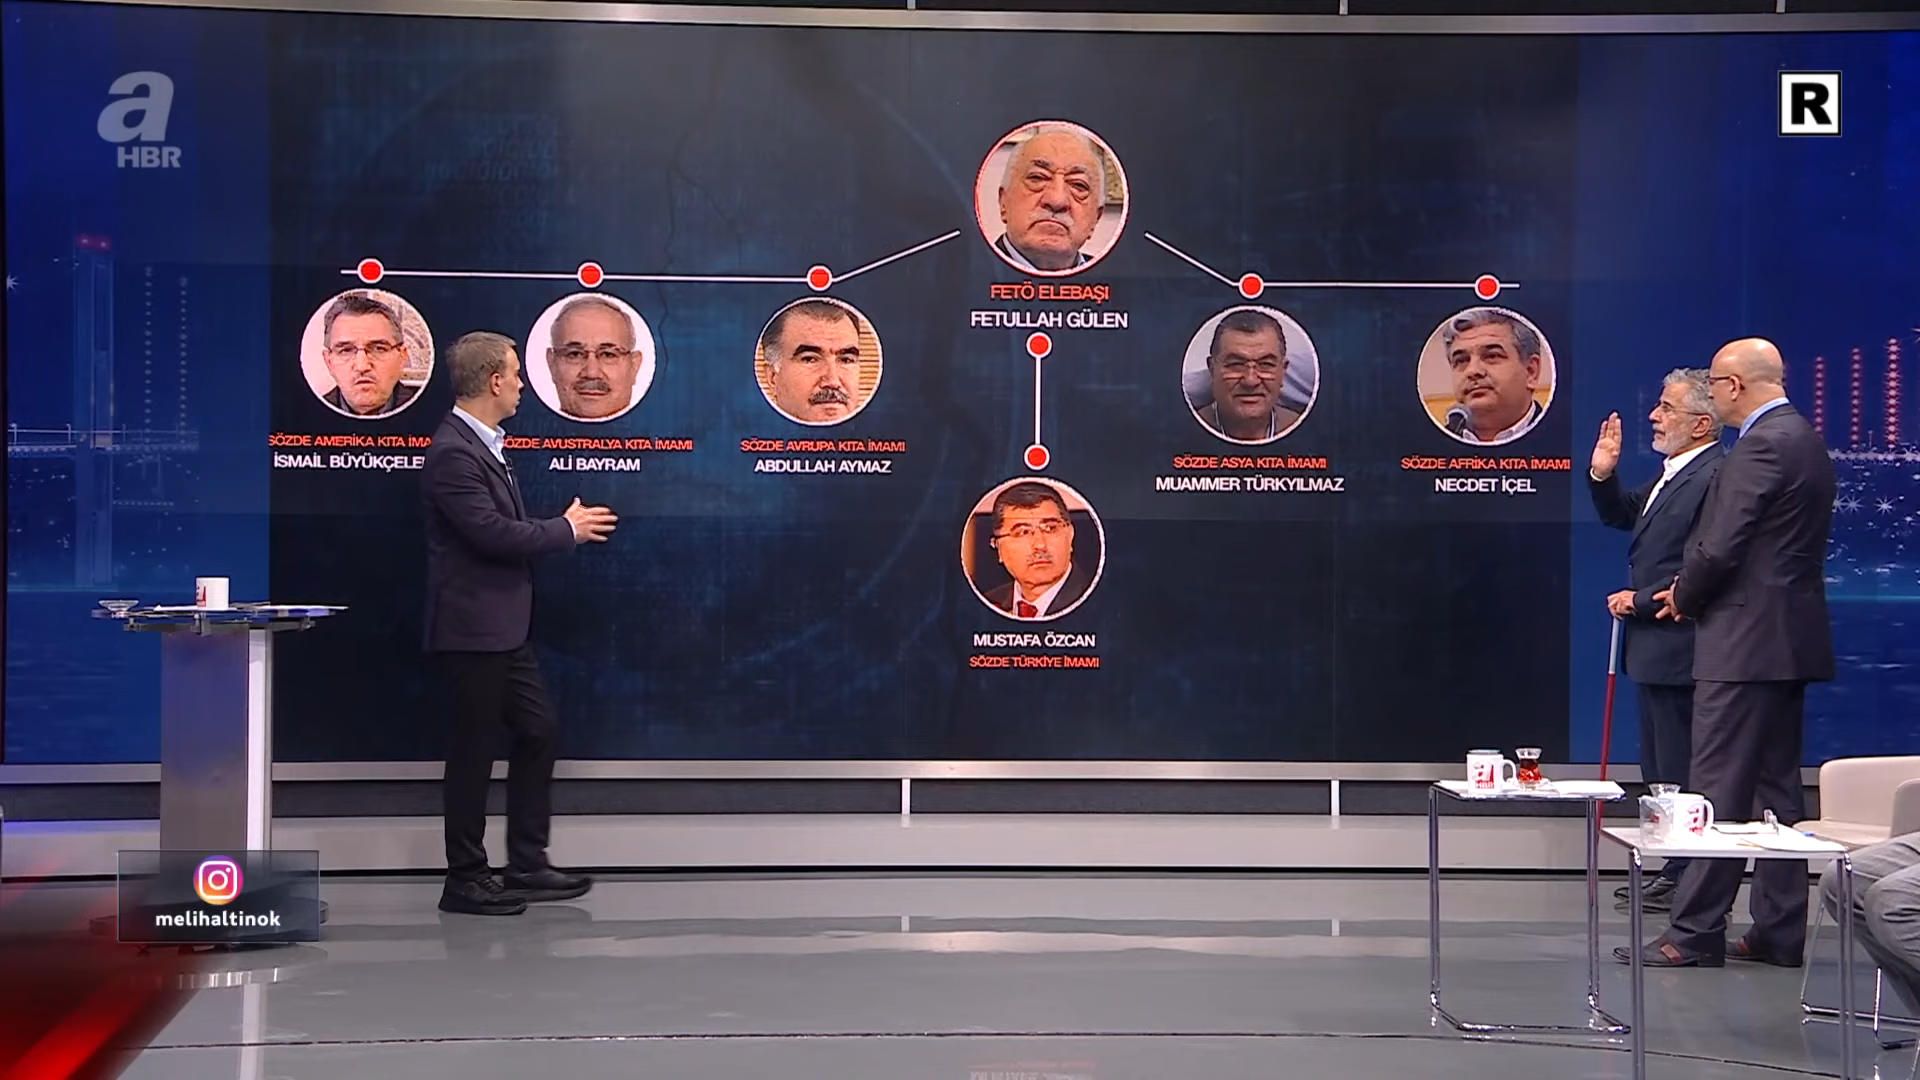 a
HBR
R
FETÖ ELEBAŞI
FETULLAH GÜLEN
SÖZDE AMERİKA KITA İMA
İSMAİL BÜYÜKÇELE
SÖZDE AVUSTRALYA KITA İMAMI
ALİ BAYRAM
SÖZDE AVRUPA KITA İMAMI
ABDULLAH AYMAZ
SÖZDE ASYA KITA İMAMI
MUAMMER TÜRKYILMAZ
SÖZDE AFRİKA KITA İMAMI
NECDET İÇEL
MUSTAFA ÖZCAN
SÖZDE TÜRKİYE İMAMI
melihaltinok